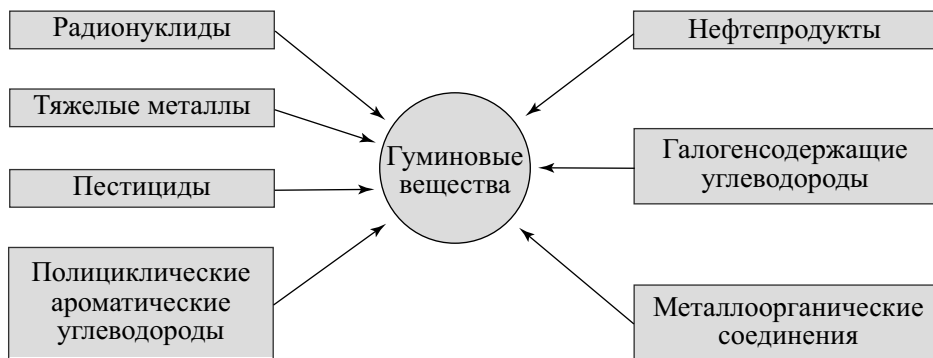 Радионуклиды
Тяжелые металлы
Пестициды
Полициклические
ароматические
углеводороды
Гуминовые
вещества
Нефтепродукты
Галогенсодержащие
углеводороды
Металлоорганические
соединения